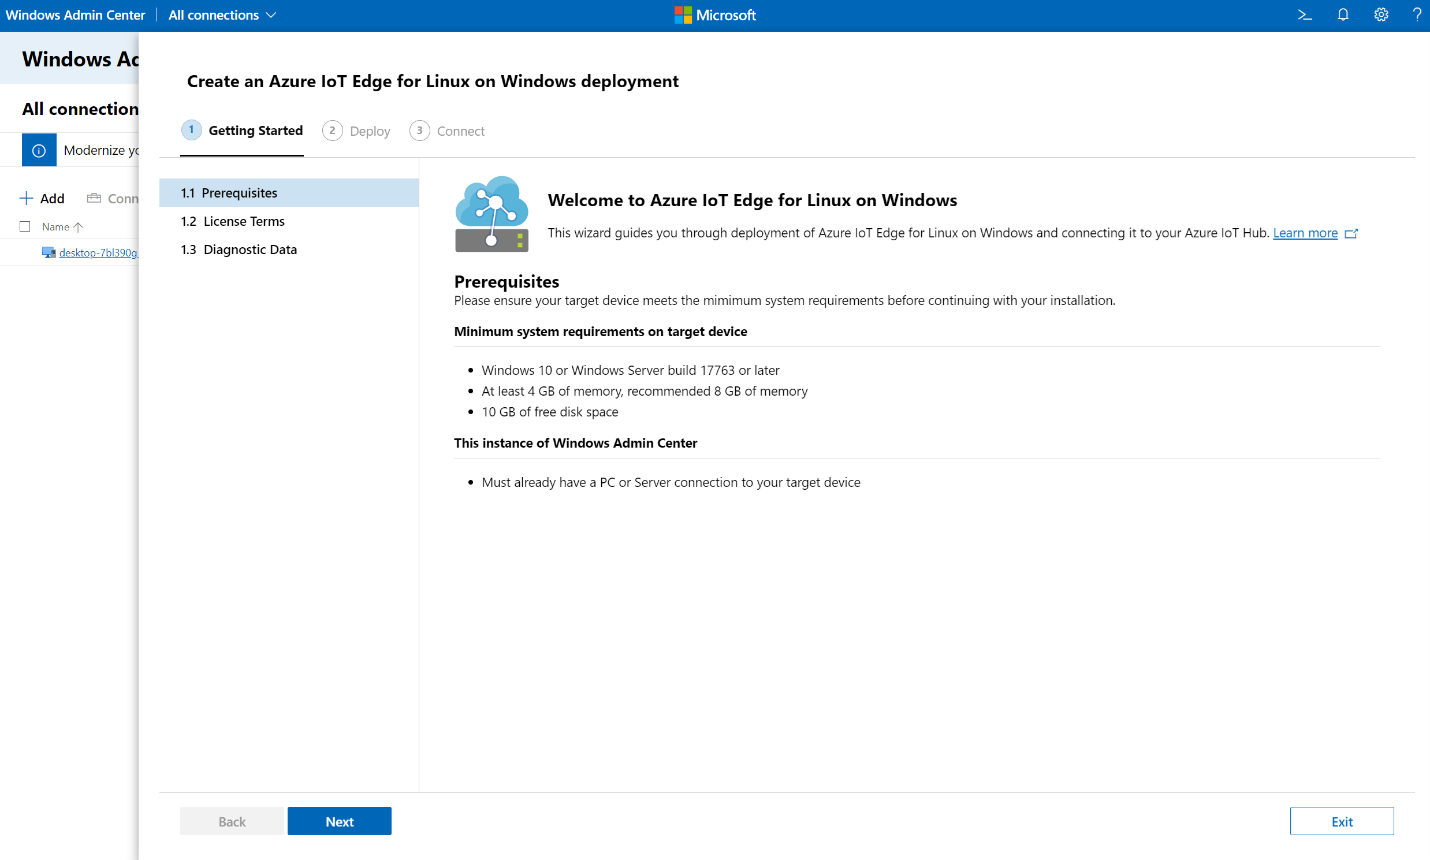 Windows Admin Center
All connections
Microsoft
?
Windows Ad
All connection
Modernize yo
Add
Conn
Name
desktop-7bl390g
Create an Azure IoT Edge for Linux on Windows deployment
1 Getting Started
2 Deploy
3 Connect
1.1 Prerequisites
1.2 License Terms
1.3 Diagnostic Data
Welcome to Azure IoT Edge for Linux on Windows
This wizard guides you through deployment of Azure IoT Edge for Linux on Windows and connecting it to your Azure IoT Hub. Learn more
Prerequisites
Please ensure your target device meets the mimimum system requirements before continuing with your installation.
Minimum system requirements on target device
• Windows 10 or Windows Server build 17763 or later
• At least 4 GB of memory, recommended 8 GB of memory
• 10 GB of free disk space
This instance of Windows Admin Center
• Must already have a PC or Server connection to your target device
Back
Next
Exit